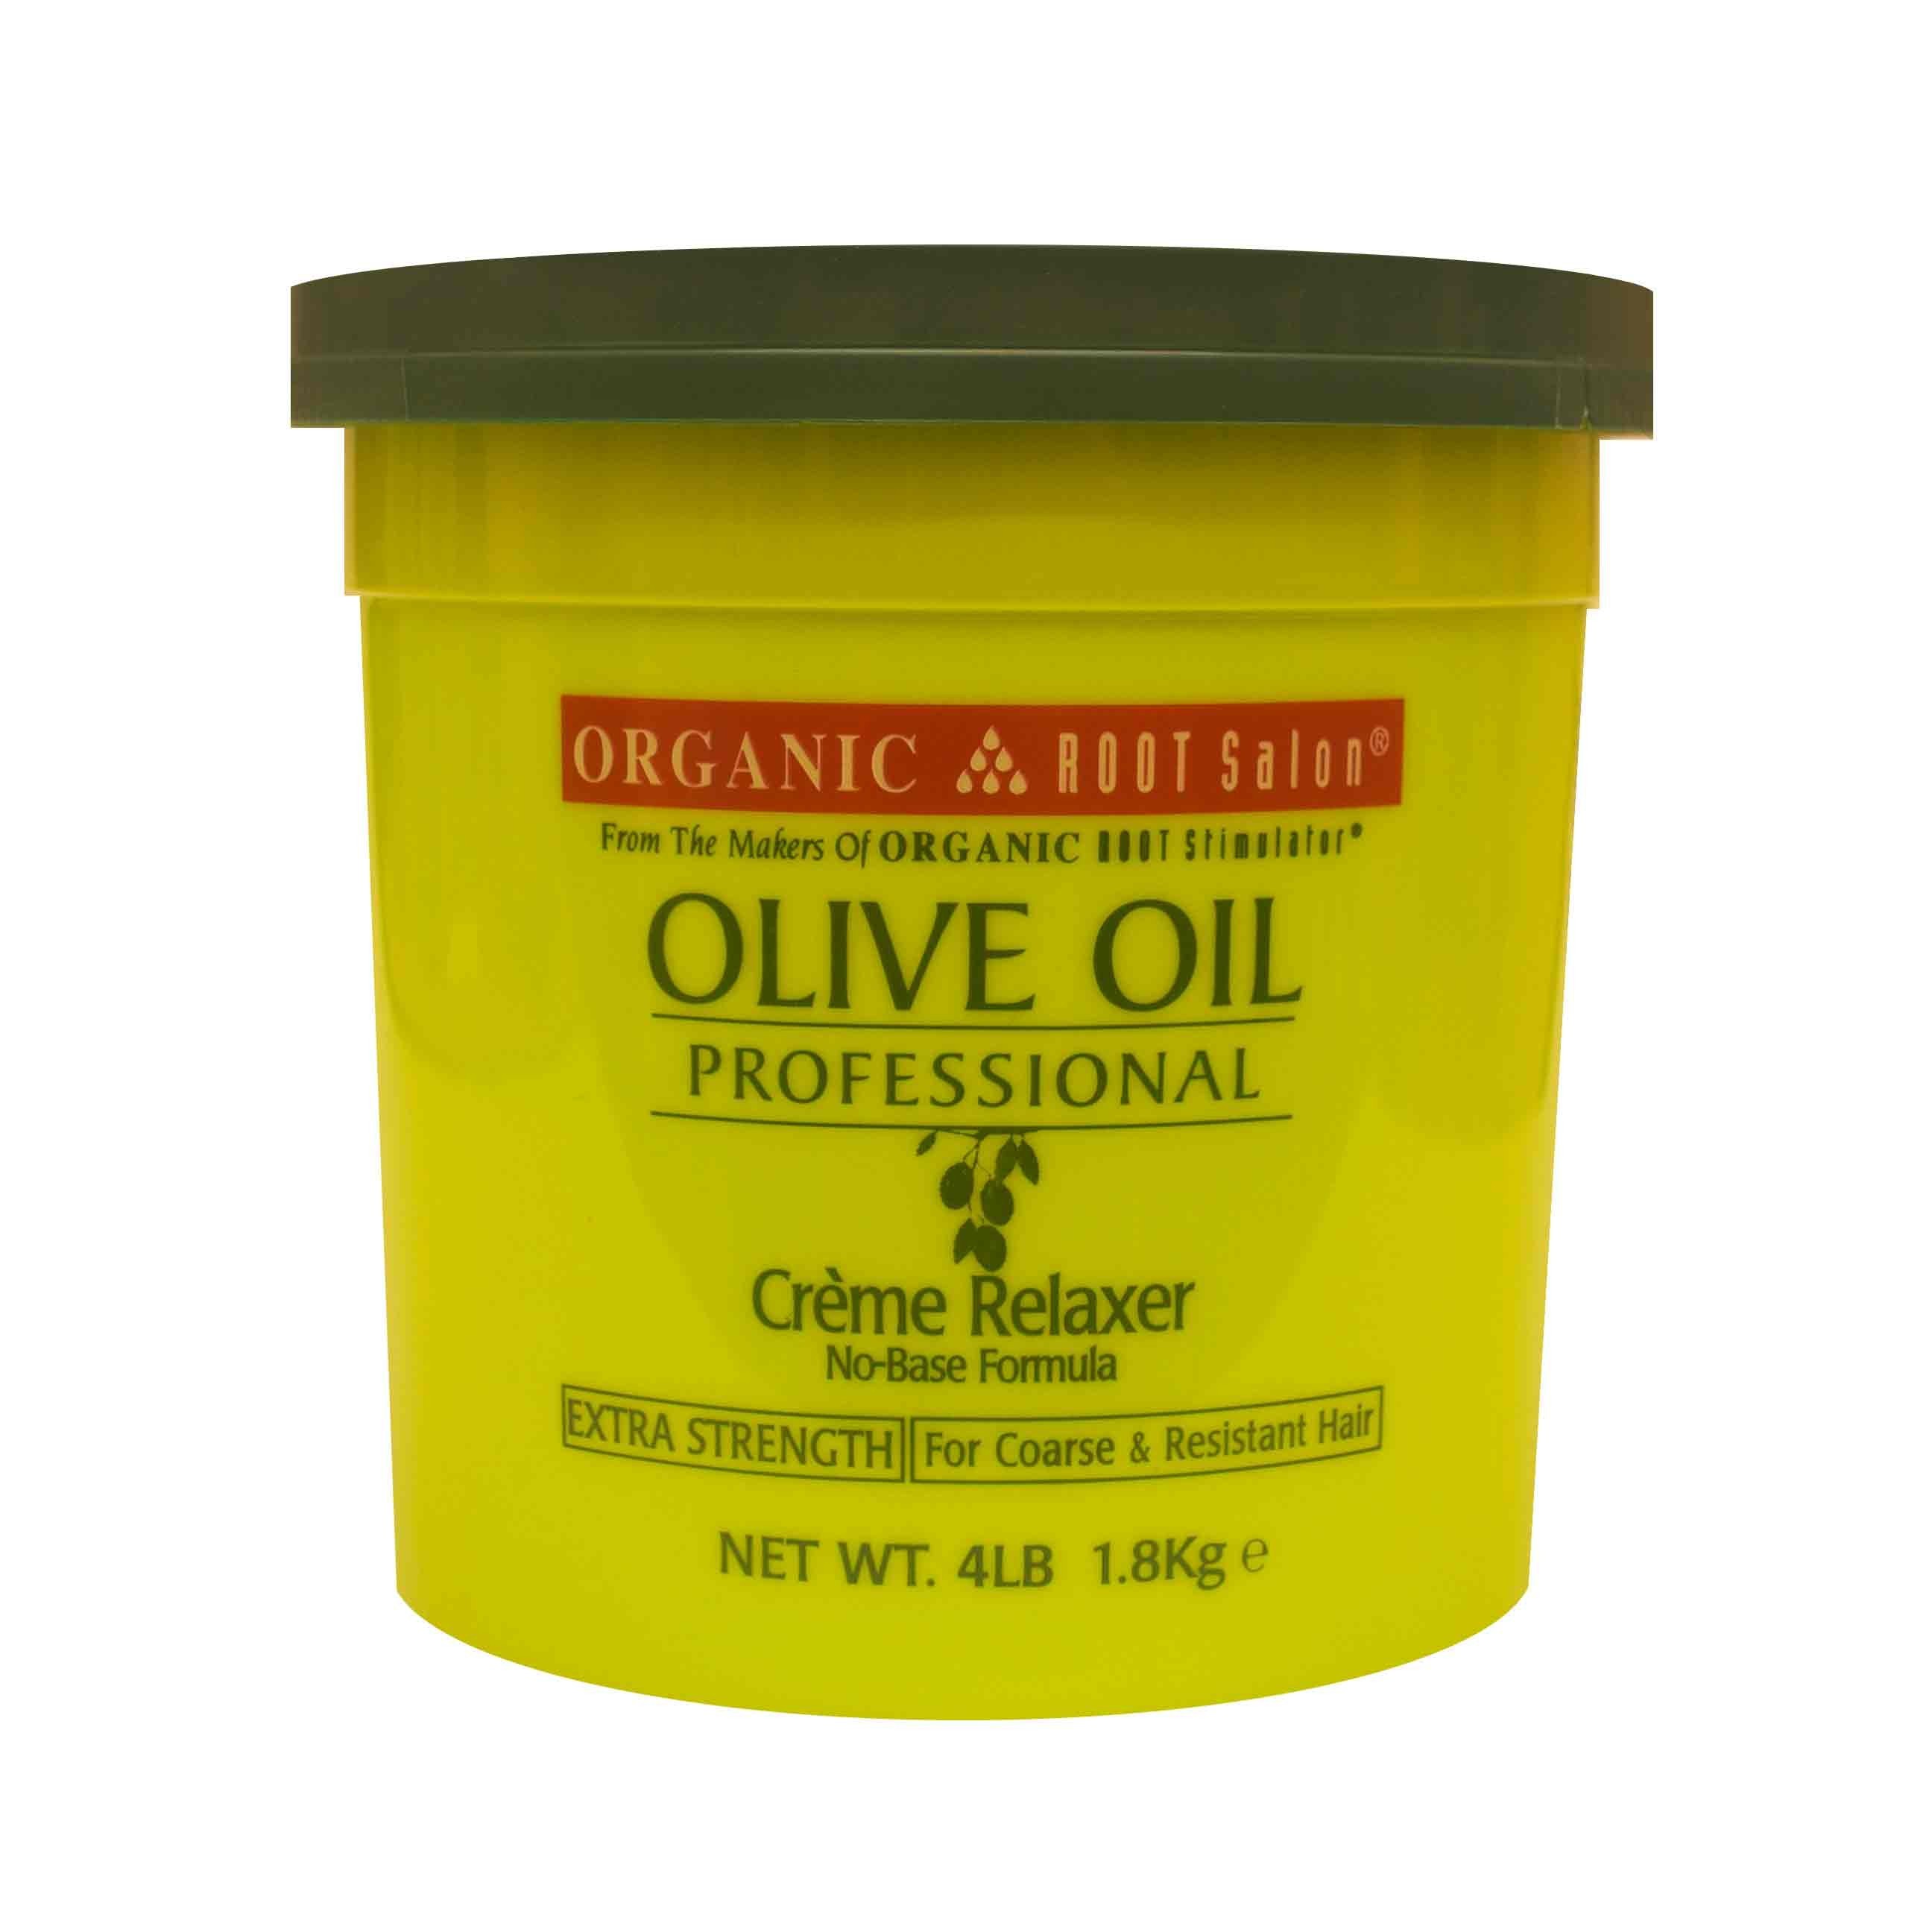 ORGANIC ROOT Salon®
From The Makers Of ORGANIC ROOT Stimulator®
OLIVE OIL
PROFESSIONAL
Crème Relaxer
No-Base Formula
EXTRA STRENGTH For Coarse & Resistant Hair
NET WT. 4LB 1.8Kg ℮